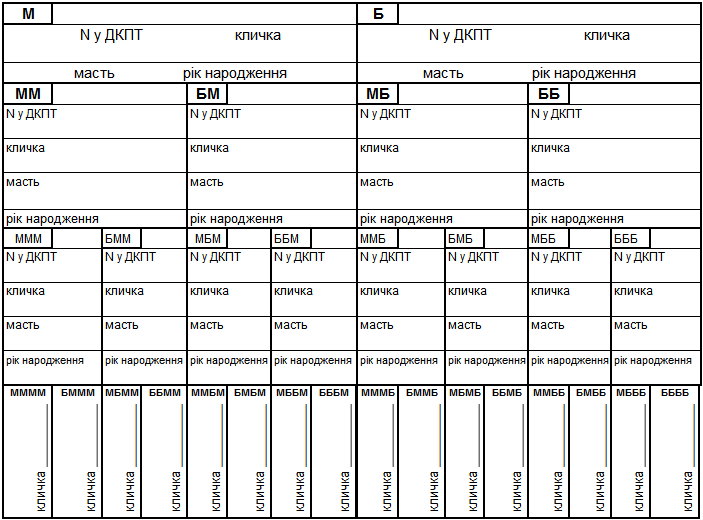 М Б
N у ДКПТ кличка N у ДКПТ кличка
масть рік народження масть рік народження
ММ БМ МБ ББ
N у ДКПТ N у ДКПТ N у ДКПТ N у ДКПТ
кличка кличка кличка кличка
масть масть масть масть
рік народження рік народження рік народження рік народження
МММ БММ МБМ ББМ ММБ БМБ МББ БББ
N у ДКПТ N у ДКПТ N у ДКПТ N у ДКПТ N у ДКПТ N у ДКПТ N у ДКПТ N у ДКПТ
кличка кличка кличка кличка кличка кличка кличка кличка
масть масть масть масть масть масть масть масть
рік народження рік народження рік народження рік народження рік народження рік народження рік народження рік народження
ММММ БМММ МБММ ББММ ММБМ БМБМ МББМ БББМ МММБ БММБ МБМБ ББМБ ММББ БМББ МБББ ББББ
кличка кличка кличка кличка кличка кличка кличка кличка кличка кличка кличка кличка кличка кличка кличка кличка